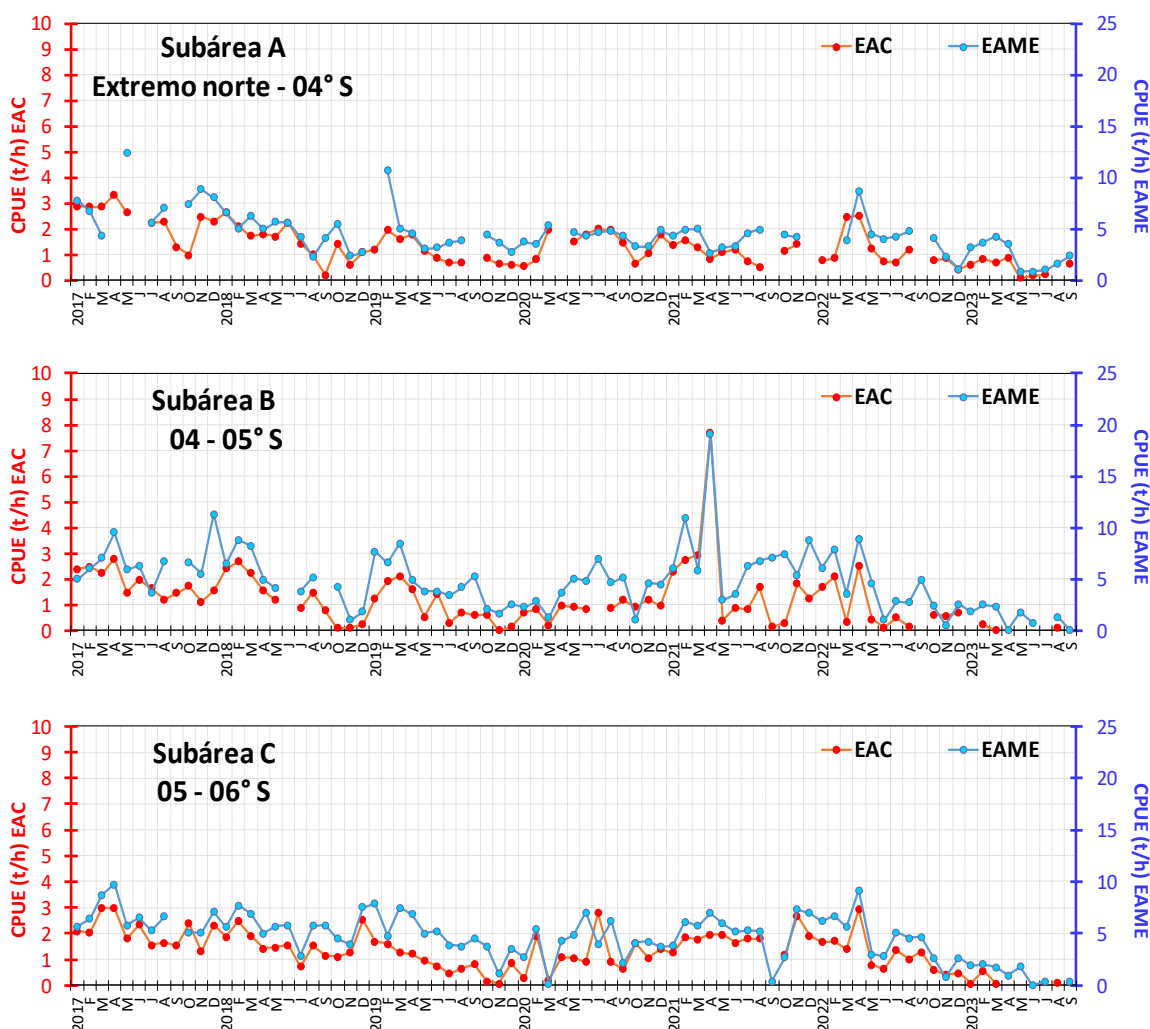 10
9
8
7
6
5
4
3
2
1
0
CPUE (t/h) EAC
Subárea A
Extremo norte - 04° S
EAC
EAME
25
20
15
10
5
0
CPUE (t/h) EAME
2017 F M A M J J A S O N D 2018 F M A M J J A S O N D 2019 F M A M J J A S O N D 2020 F M A M J J A S O N D 2021 F M A M J J A S O N D 2022 F M A M J J A S O N D 2023 F M A M J J A S
10
9
8
7
6
5
4
3
2
1
0
CPUE (t/h) EAC
Subárea B
04 - 05° S
EAC
EAME
25
20
15
10
5
0
CPUE (t/h) EAME
2017 F M A M J J A S O N D 2018 F M A M J J A S O N D 2019 F M A M J J A S O N D 2020 F M A M J J A S O N D 2021 F M A M J J A S O N D 2022 F M A M J J A S O N D 2023 F M A M J J A S
10
9
8
7
6
5
4
3
2
1
0
CPUE (t/h) EAC
Subárea C
05 - 06° S
EAC
EAME
25
20
15
10
5
0
CPUE (t/h) EAME
2017 F M A M J J A S O N D 2018 F M A M J J A S O N D 2019 F M A M J J A S O N D 2020 F M A M J J A S O N D 2021 F M A M J J A S O N D 2022 F M A M J J A S O N D 2023 F M A M J J A S